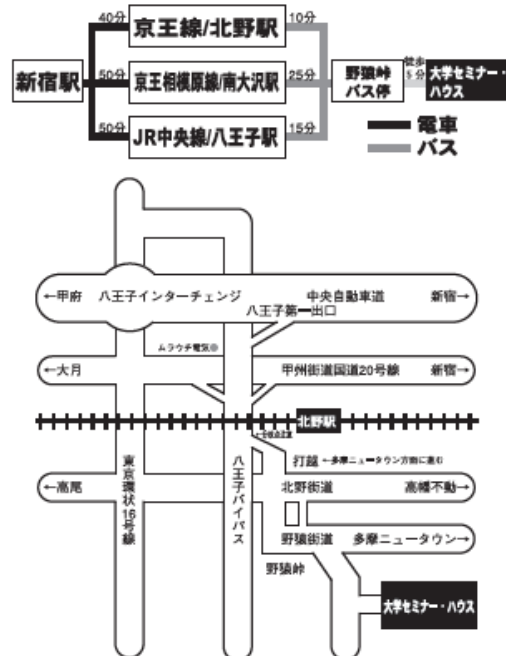 40分
京王線/北野駅
10分
新宿駅
50分
京王相模原線/南大沢駅
25分
野猿峠
バス停
徒歩
5分
大学セミナー・
ハウス
50分
JR中央線/八王子駅
15分
電車
バス
←甲府
八王子インターチェンジ
中央自動車道
新宿→
八王子第一出口
ムラウチ電気◎
←大月
甲州街道国道20号線
新宿→
北野駅
打越
←多摩ニュータウン方面に進む
←高尾
東京環状16号線
八王子バイパス
北野街道
高幡不動→
野猿街道
多摩ニュータウン→
野猿峠
大学セミナー・ハウス